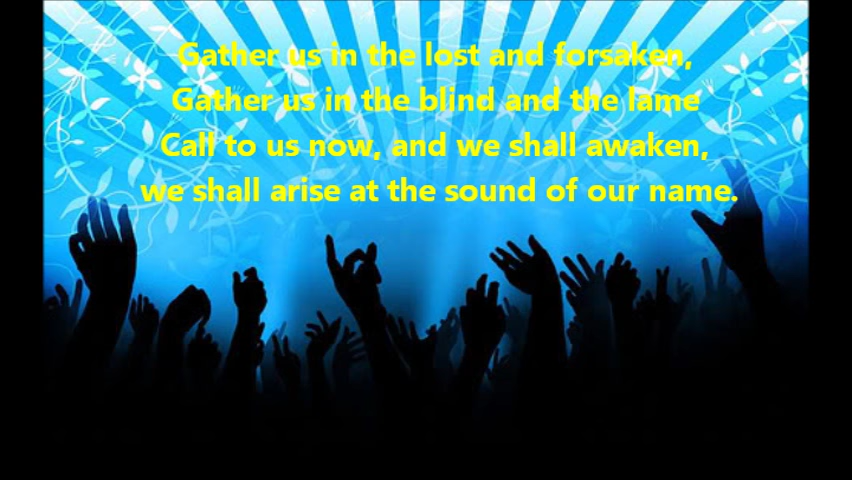 Gather us in the lost and forsaken,
Gather us in the blind and the lame
Call to us now, and we shall awaken,
we shall arise at the sound of our name.